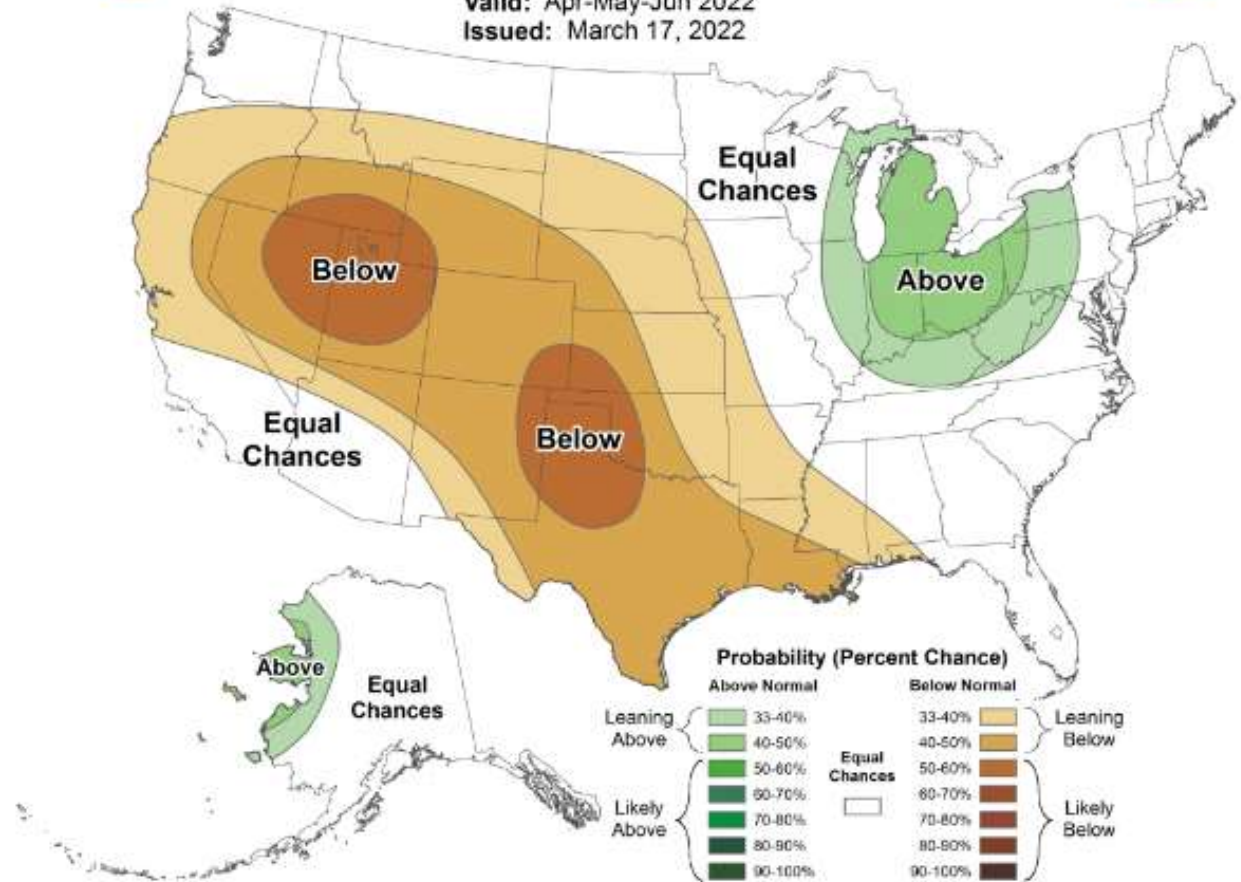 Valid: Apr-May-Jun 2022
Issued: March 17, 2022
Equal
Chances
Above
Below
Equal
Chances
Below
Above
Equal
Chances
Probability (Percent Chance)
Above Normal
Below Normal
Leaning
Above
33-40%
40-50%
50-60%
60-70%
70-80%
80-90%
90-100%
Likely
Above
Equal
Chances
33-40%
40-50%
50-60%
60-70%
70-80%
80-90%
90-100%
Leaning
Below
Likely
Below